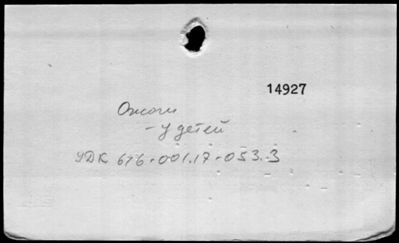 14927
Ожоги
- у детей
УДК 616-001.17-053.3